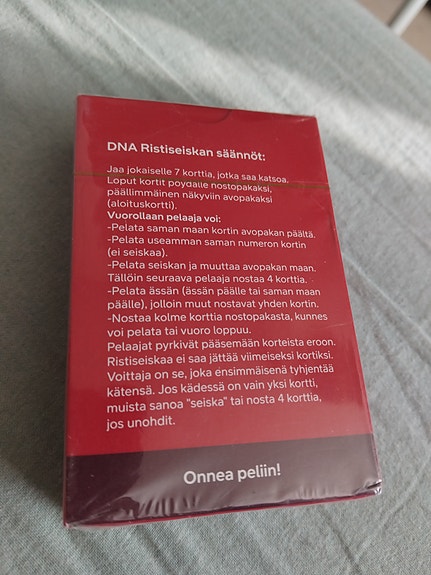 DNA Ristiseiskan säännöt:
Jaa jokaiselle 7 korttia, jotka saa katsoa.
Loput kortit pöydälle nostopakaksi,
päällimmäinen näkyviin avopakaksi
(aloituskortti).
Vuorollaan pelaaja voi:
-Pelata saman maan kortin avopakan päältä.
-Pelata useamman saman numeron kortin
(ei seiskaa).
-Pelata seiskan ja muuttaa avopakan maan.
Tällöin seuraava pelaaja nostaa 4 korttia.
-Pelata ässän (ässän päälle tai saman maan
päälle), jolloin muut nostavat yhden kortin.
-Nostaa kolme korttia nostopakasta, kunnes
voi pelata tai vuoro loppuu.
Pelaajat pyrkivät pääsemään korteista eroon.
Ristiseiskaa ei saa jättää viimeiseksi kortiksi.
Voittaja on se, joka ensimmäisenä tyhjentää
kätensä. Jos kädessä on vain yksi kortti,
muista sanoa "seiska" tai nosta 4 korttia,
jos unohdit.
Onnea peliin!